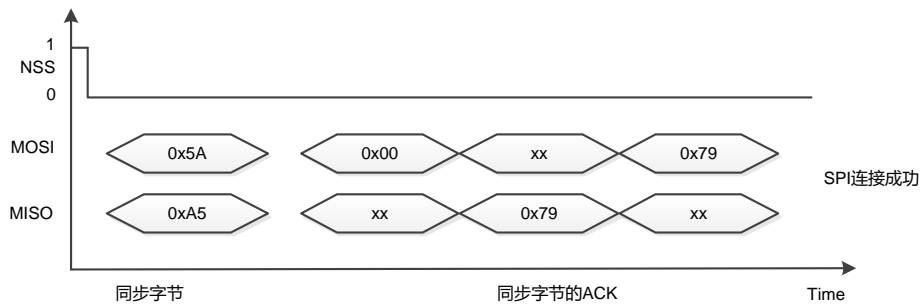 1
NSS
0
MOSI 0x5A 0x00 xx 0x79
SPI连接成功
MISO 0xA5 xx 0x79 xx
同步字节 同步字节的ACK Time